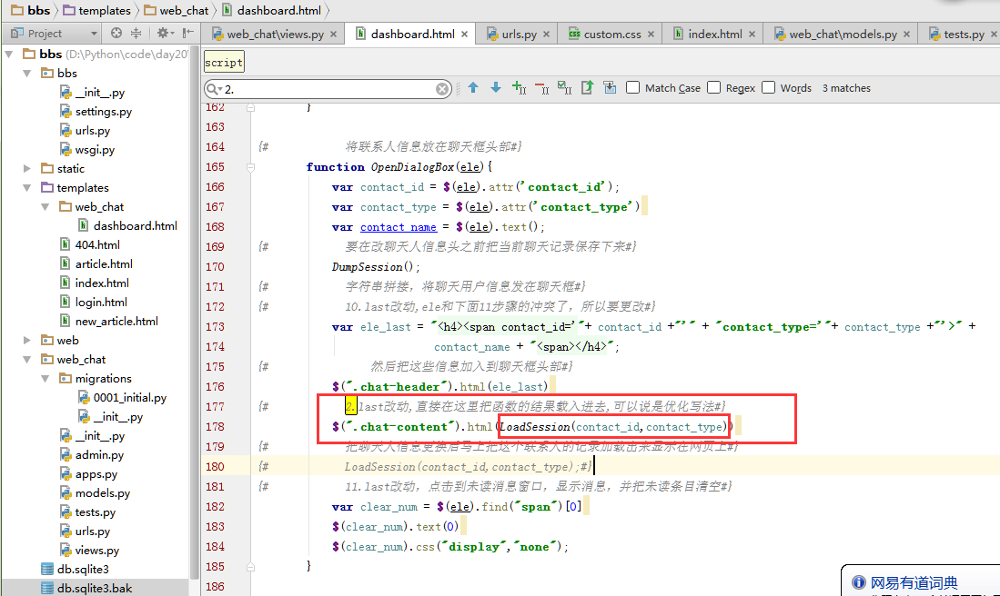 bbs templates web_chat dashboard.html
Project web_chat\views.py dashboard.html urls.py custom.css index.html web_chat\models.py tests.py
bbs (D:\Python\code\day20\
bbs
__init__.py
settings.py
urls.py
wsgi.py
static
templates
web_chat
dashboard.html
404.html
article.html
index.html
login.html
new_article.html
web
web_chat
migrations
0001_initial.py
__init__.py
__init__.py
admin.py
apps.py
models.py
tests.py
urls.py
views.py
db.sqlite3
db.sqlite3.bak
script
2. Match Case Regex Words 3 matches
162 }
163
164 {# 将联系人信息放在聊天框头部#}
165 function OpenDialogBox(ele){
166 var contact_id = $(ele).attr('contact_id');
167 var contact_type = $(ele).attr('contact_type')
168 var contact_name = $(ele).text();
169 {# 要在改聊天人信息头之前把当前聊天记录保存下来#}
170 DumpSession();
171 {# 字符串拼接，将聊天用户信息发在聊天框#}
172 {# 10.last改动,ele和下面11步骤的冲突了，所以要更改#}
173 var ele_last = "<h4><span contact_id='"+ contact_id +"'" + "contact_type='"+ contact_type +"'>" +
174 contact_name + "<span></h4>";
175 {# 然后把这些信息加入到聊天框头部#}
176 $(".chat-header").html(ele_last)
177 {# 2.last改动,直接在这里把函数的结果载入进去,可以说是优化写法#}
178 $(".chat-content").html(LoadSession(contact_id,contact_type))
179 {# 把聊天人信息更换后马上把这个联系人的记录加载出来显示在网页上#}
180 {# LoadSession(contact_id,contact_type);#}
181 {# 11.last改动，点击到未读消息窗口，显示消息，并把未读条目清空#}
182 var clear_num = $(ele).find("span")[0]
183 $(clear_num).text(0)
184 $(clear_num).css("display","none");
185 }
186
网易有道词典